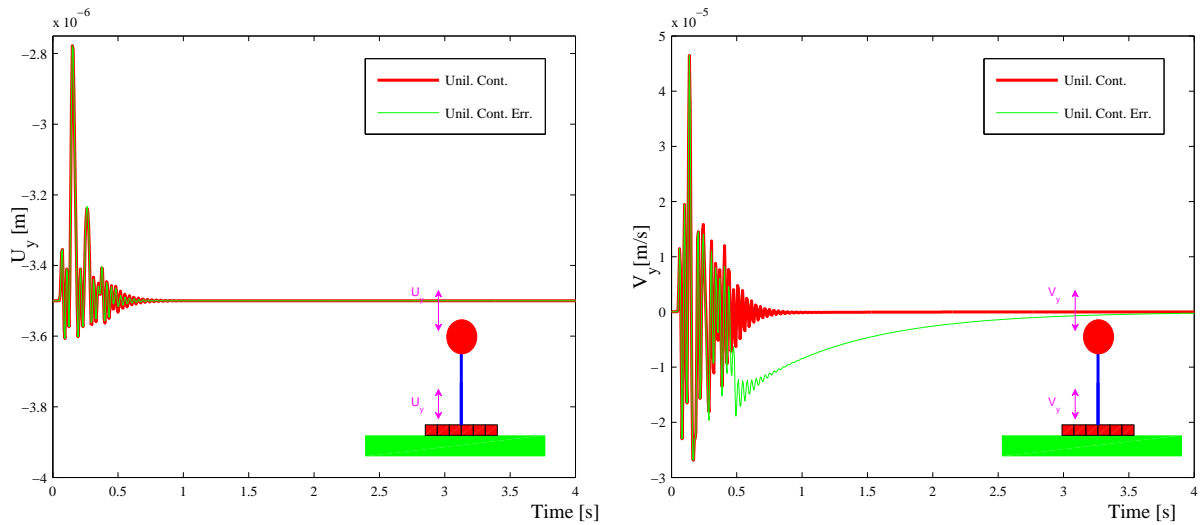 x 10^-6
-2.8
-3
-3.2
-3.4
-3.6
-3.8
-4
U_y [m]
Unil. Cont.
Unil. Cont. Err.
U_y
U_y
0 0.5 1 1.5 2 2.5 3 3.5 4
Time [s]
x 10^-5
5
4
3
2
1
0
-1
-2
-3
V_y [m/s]
Unil. Cont.
Unil. Cont. Err.
V_y
V_y
0 0.5 1 1.5 2 2.5 3 3.5 4
Time [s]